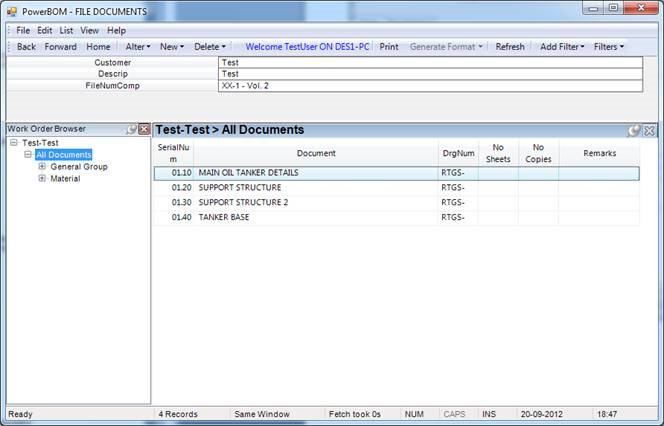 PowerBOM - FILE DOCUMENTS
File Edit List View Help
Back Forward Home Alter New Delete Welcome TestUser ON DES1-PC Print Generate Format Refresh Add Filter Filters
Customer Test
Descrip Test
FileNumComp XX-1 - Vol. 2
Work Order Browser
Test-Test
All Documents
General Group
Material
Test-Test > All Documents
SerialNu
m
Document
DrgNum
No
Sheets
No
Copies
Remarks
01.10 MAIN OIL TANKER DETAILS RTGS-
01.20 SUPPORT STRUCTURE RTGS-
01.30 SUPPORT STRUCTURE 2 RTGS-
01.40 TANKER BASE RTGS-
Ready 4 Records Same Window Fetch took 0s NUM CAPS INS 20-09-2012 18:47